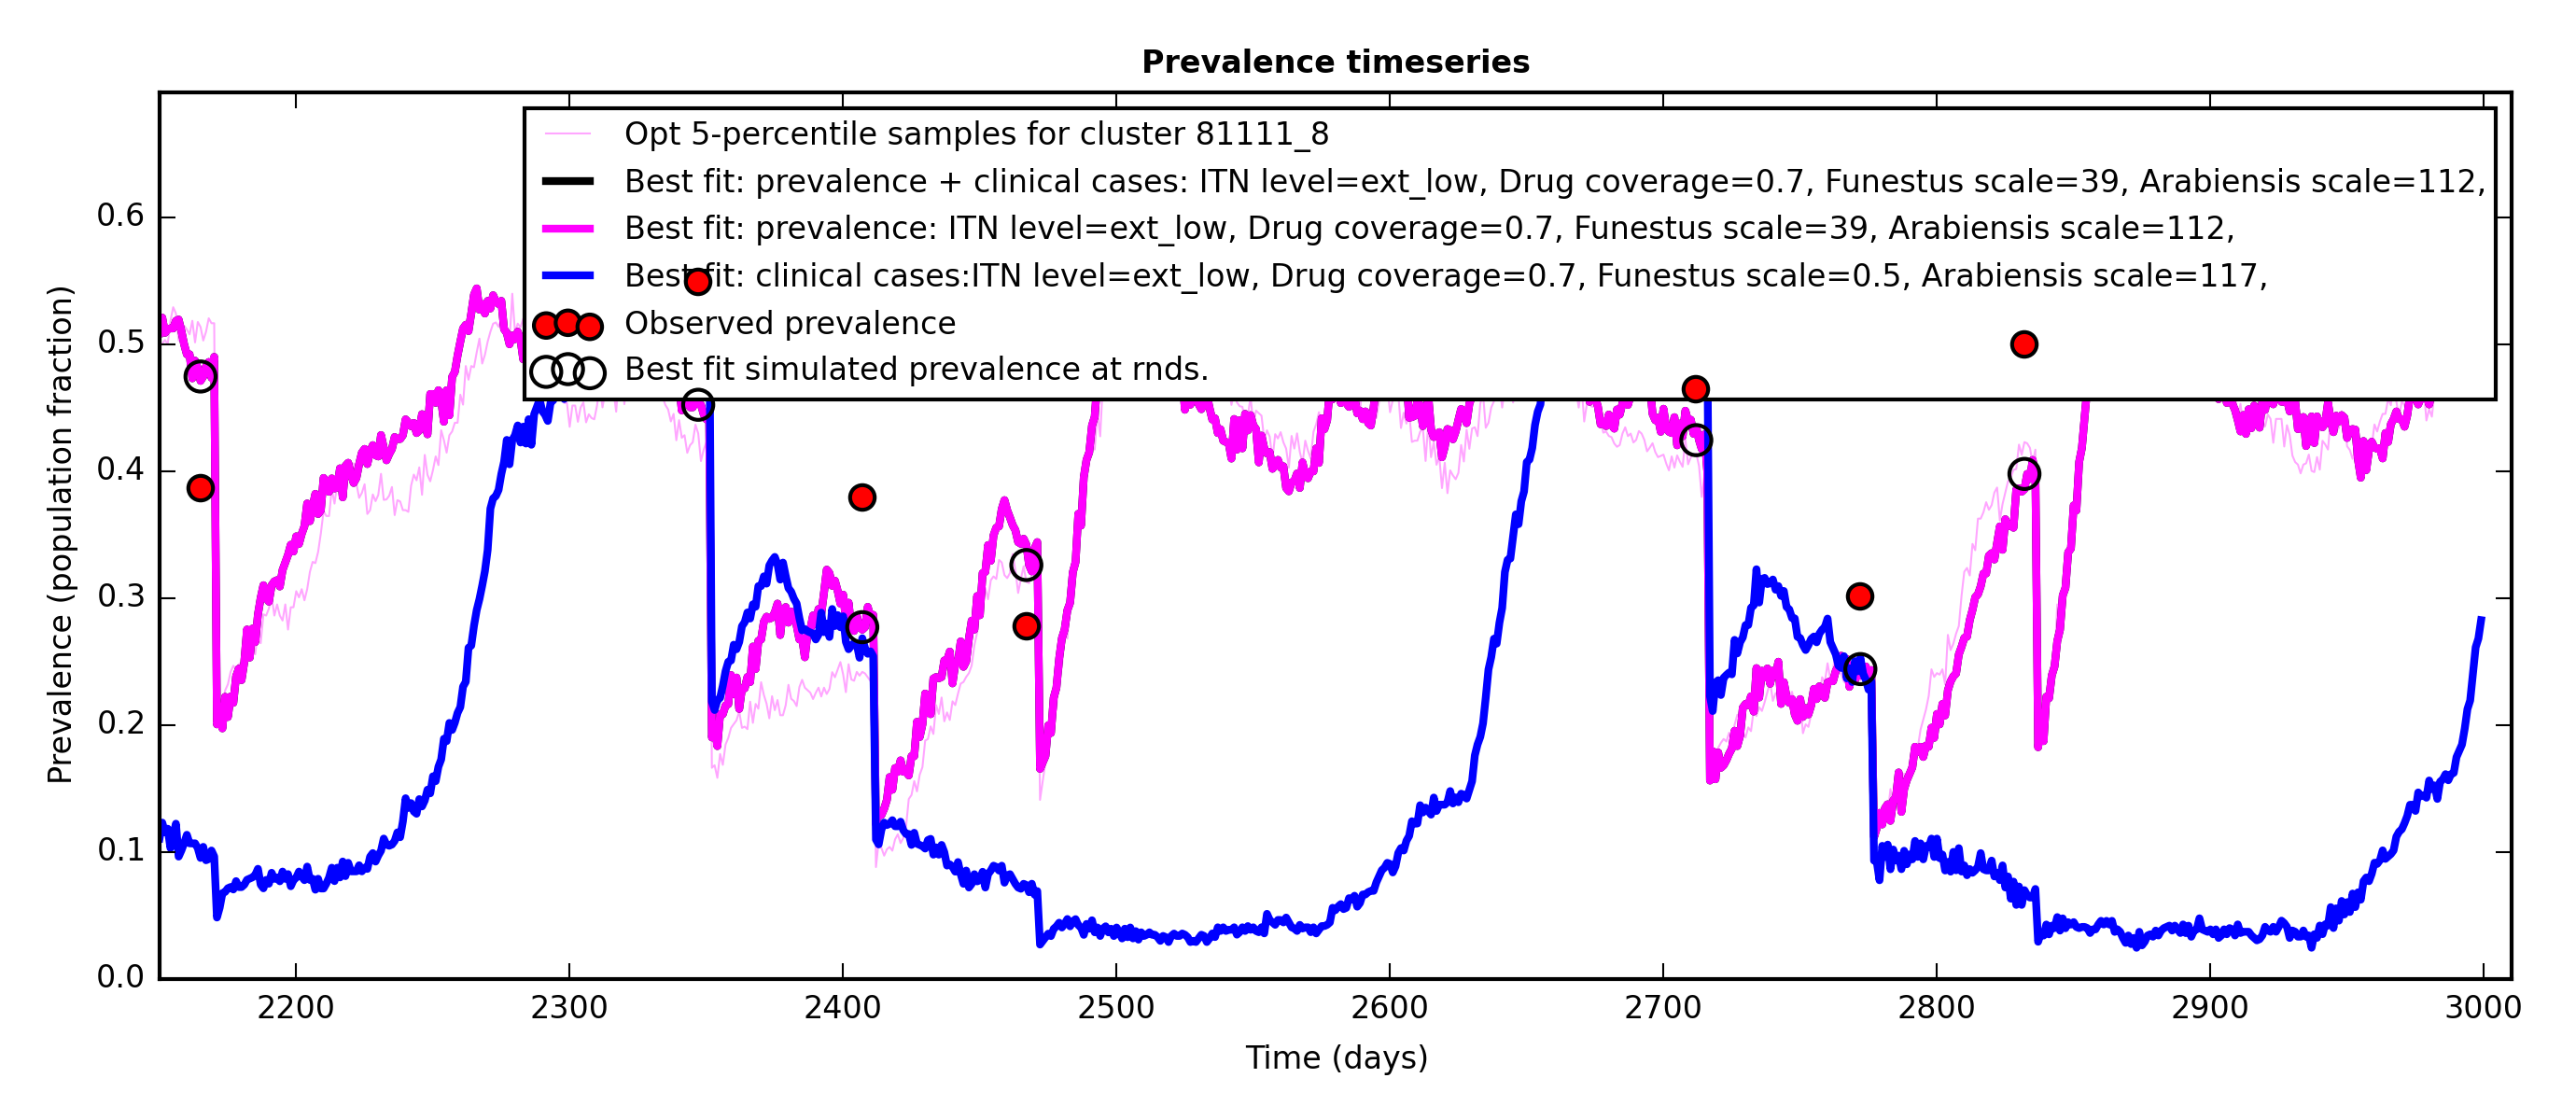 Prevalence timeseries
Opt 5-percentile samples for cluster 81111_8
Best fit: prevalence + clinical cases: ITN level=ext_low, Drug coverage=0.7, Funestus scale=39, Arabiensis scale=112,
Best fit: prevalence: ITN level=ext_low, Drug coverage=0.7, Funestus scale=39, Arabiensis scale=112,
Best fit: clinical cases:ITN level=ext_low, Drug coverage=0.7, Funestus scale=0.5, Arabiensis scale=117,
Observed prevalence
Best fit simulated prevalence at rnds.
Prevalence (population fraction)
0.6
0.5
0.4
0.3
0.2
0.1
0.0
2200 2300 2400 2500 2600 2700 2800 2900 3000
Time (days)